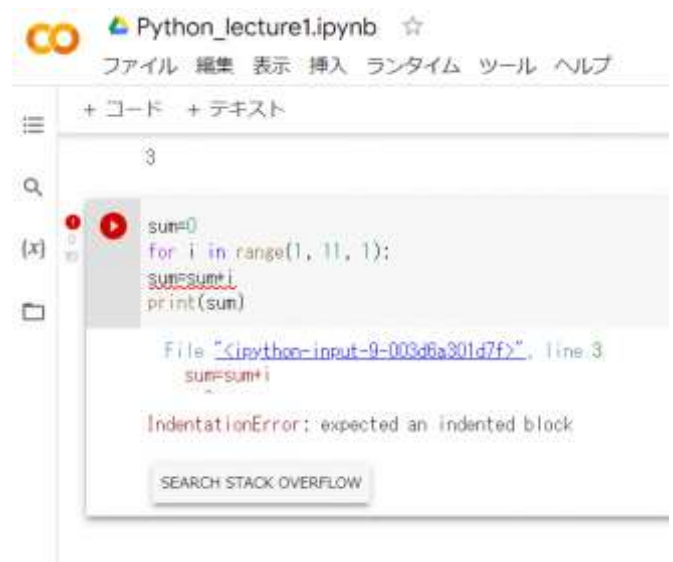 Python_lecture1.ipynb
ファイル 編集 表示 挿入 ランタイム ツール ヘルプ
+ コード + テキスト
3
sum=0
for i in range(1, 11, 1):
sum=sum+i
print(sum)
{x}
File "<ipython-input-9-003d6a301d7f>", line 3
sum=sum+i
^
IndentationError: expected an indented block
SEARCH STACK OVERFLOW